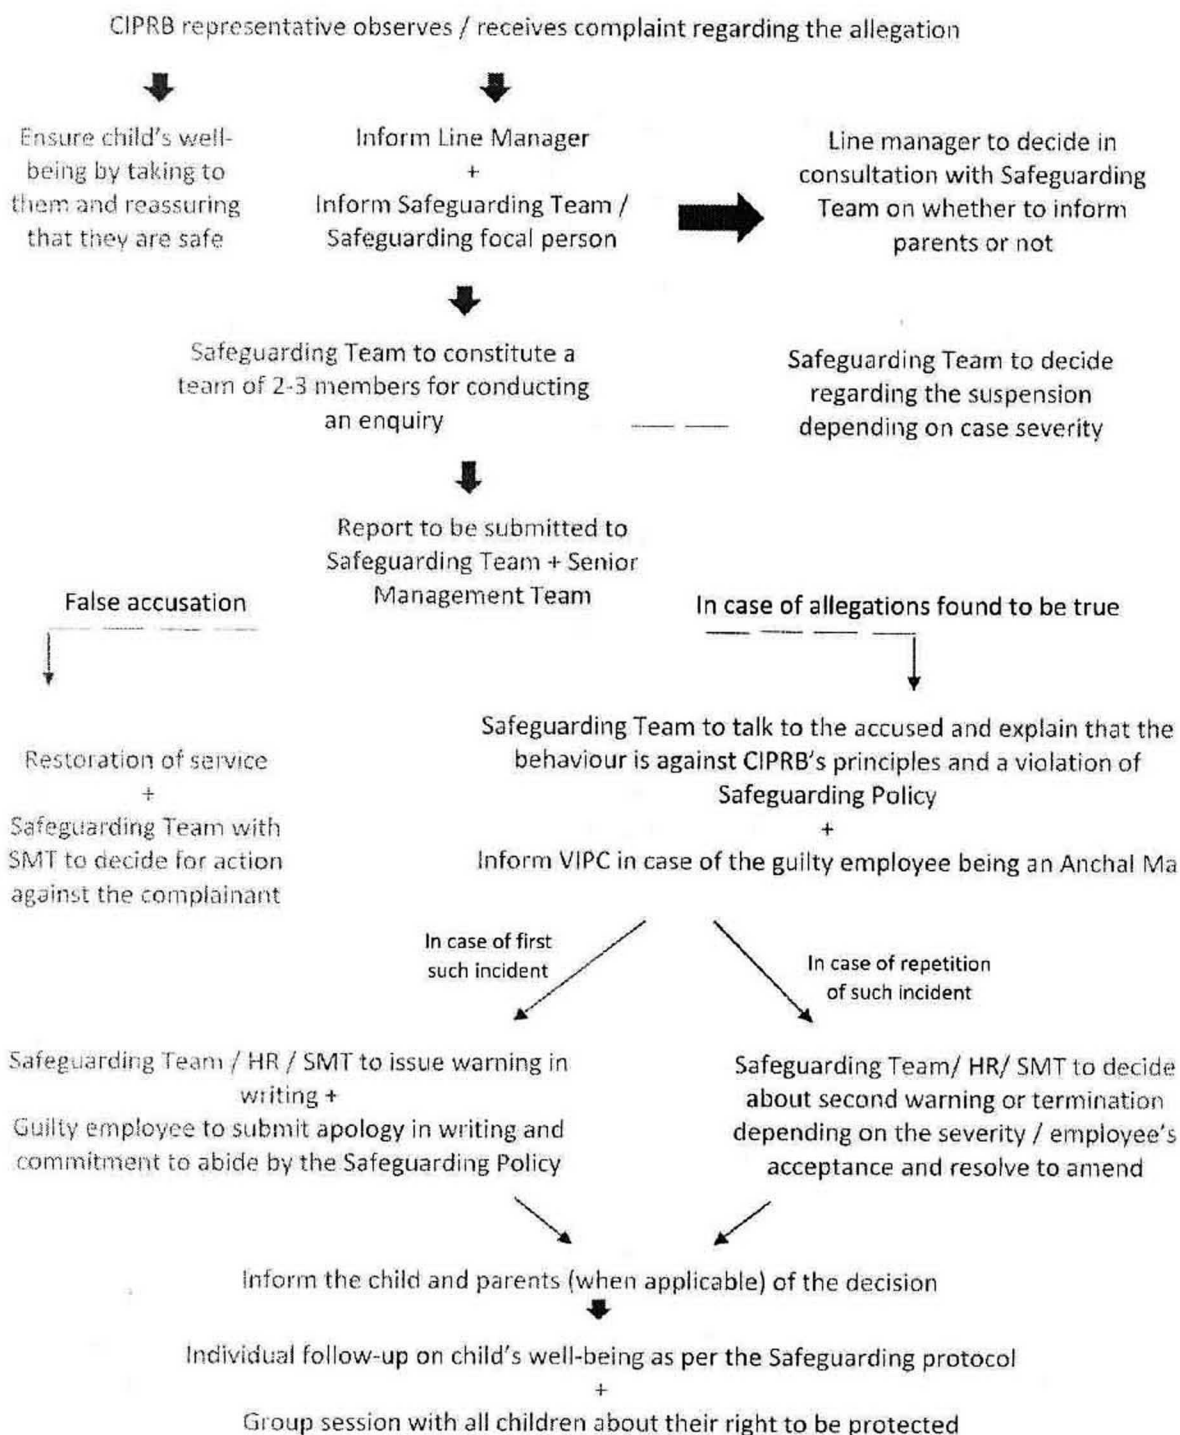 CIPRB representative observes / receives complaint regarding the allegation
Ensure child's well-
being by taking to
them and reassuring
that they are safe
Inform Line Manager
+
Inform Safeguarding Team /
Safeguarding focal person
Line manager to decide in
consultation with Safeguarding
Team on whether to inform
parents or not
Safeguarding Team to constitute a
team of 2-3 members for conducting
an enquiry
Safeguarding Team to decide
regarding the suspension
depending on case severity
Report to be submitted to
Safeguarding Team + Senior
Management Team
False accusation
In case of allegations found to be true
Restoration of service
+
Safeguarding Team with
SMT to decide for action
against the complainant
Safeguarding Team to talk to the accused and explain that the
behaviour is against CIPRB's principles and a violation of
Safeguarding Policy
+
Inform VIPC in case of the guilty employee being an Anchal Ma
In case of first
such incident
In case of repetition
of such incident
Safeguarding Team / HR / SMT to issue warning in
writing +
Guilty employee to submit apology in writing and
commitment to abide by the Safeguarding Policy
Safeguarding Team/ HR/ SMT to decide
about second warning or termination
depending on the severity / employee's
acceptance and resolve to amend
Inform the child and parents (when applicable) of the decision
Individual follow-up on child's well-being as per the Safeguarding protocol
+
Group session with all children about their right to be protected